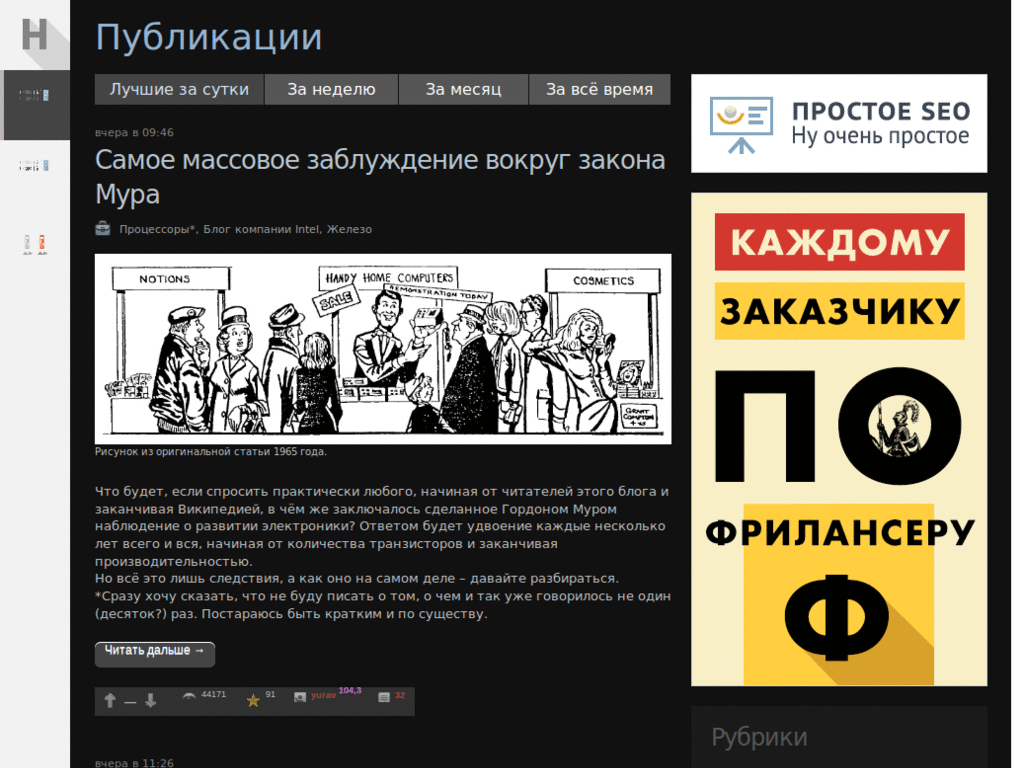 H
Публикации
Лучшие за сутки
За неделю
За месяц
За всё время
вчера в 09:46
Самое массовое заблуждение вокруг закона
Мура
Процессоры*, Блог компании Intel, Железо
NOTIONS
HANDY HOME COMPUTERS
DEMONSTRATION TODAY
SALE
COSMETICS
Рисунок из оригинальной статьи 1965 года.
Что будет, если спросить практически любого, начиная от читателей этого блога и
заканчивая Википедией, в чём же заключалось сделанное Гордоном Муром
наблюдение о развитии электроники? Ответом будет удвоение каждые несколько
лет всего и вся, начиная от количества транзисторов и заканчивая
производительностью.
Но всё это лишь следствия, а как оно на самом деле – давайте разбираться.
*Сразу хочу сказать, что не буду писать о том, о чем и так уже говорилось не один
(десяток?) раз. Постараюсь быть кратким и по существу.
Читать дальше →
— 44171 91 yurav 104,3 32
вчера в 11:26
ПРОСТОЕ SEO
Ну очень простое
КАЖДОМУ
ЗАКАЗЧИКУ
ПО
ФРИЛАНСЕРУ
Ф
Рубрики